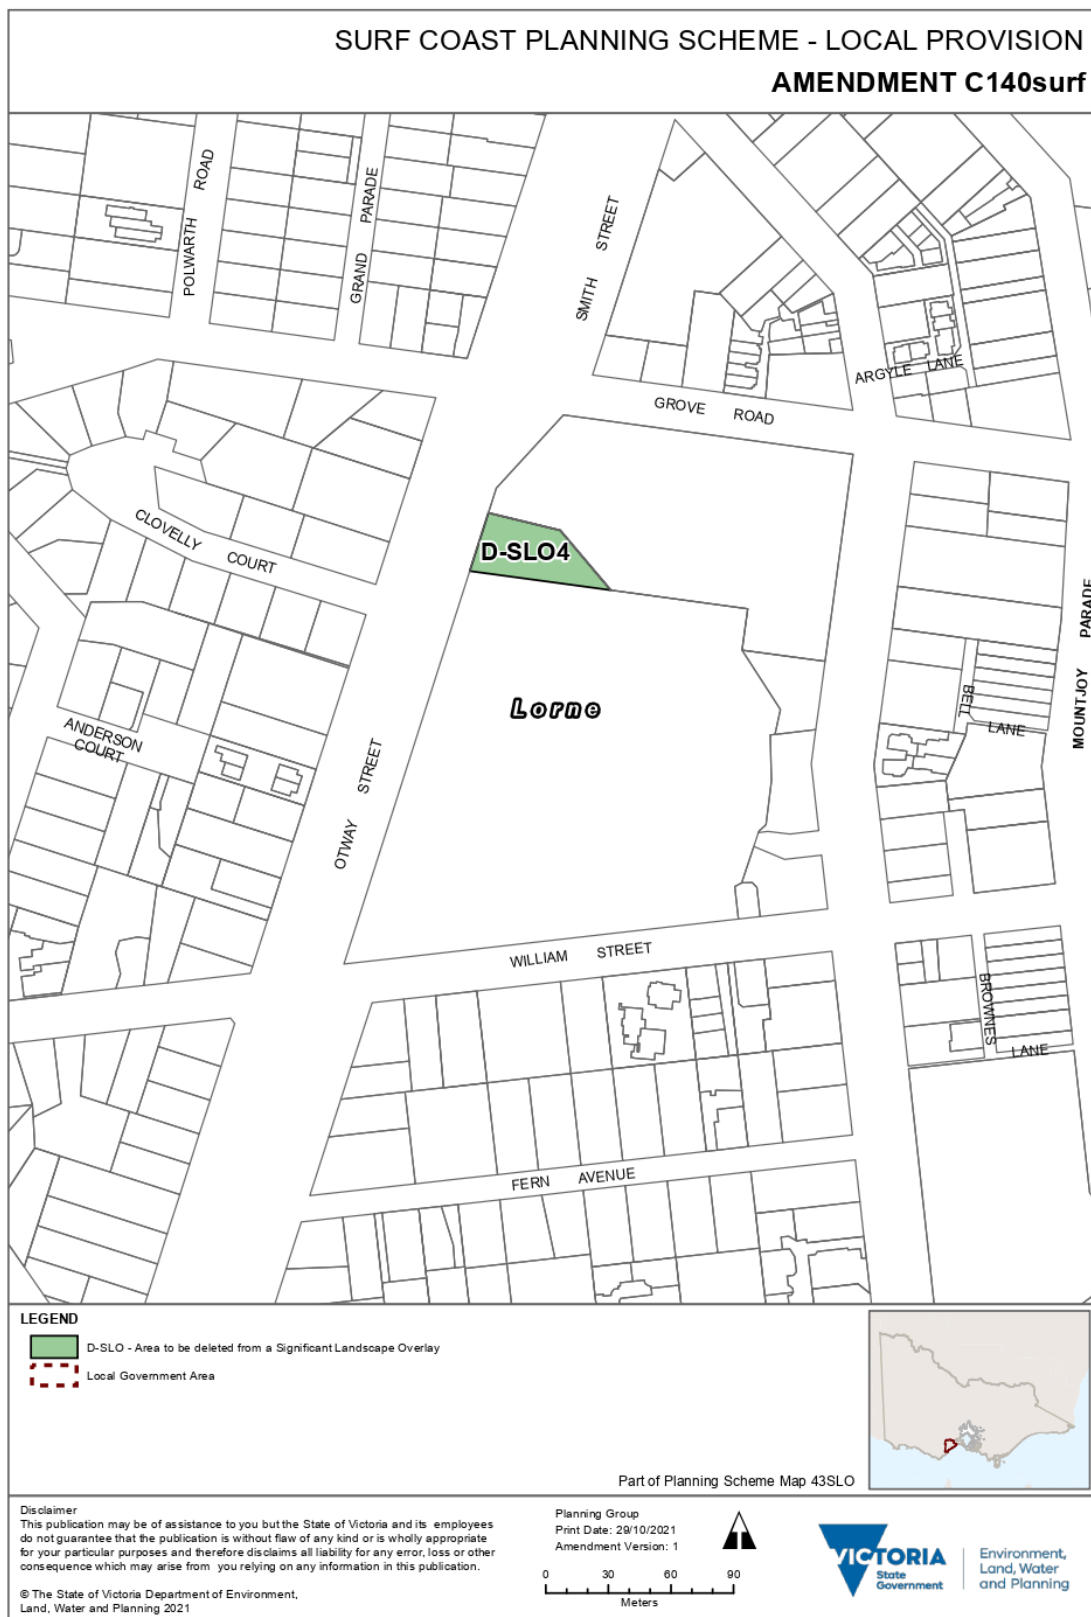 SURF COAST PLANNING SCHEME - LOCAL PROVISION
AMENDMENT C140surf
POLWARTH ROAD
GRAND PARADE
SMITH STREET
ARGYLE LANE
GROVE ROAD
CLOVELLY COURT
D-SLO4
MOUNTJOY PARADE
BELL LANE
Lorne
ANDERSON
COURT
OTWAY STREET
WILLIAM STREET
BROWNES LANE
FERN AVENUE
LEGEND
D-SLO - Area to be deleted from a Significant Landscape Overlay
Local Government Area
Part of Planning Scheme Map 43SLO
Disclaimer
This publication may be of assistance to you but the State of Victoria and its employees
do not guarantee that the publication is without flaw of any kind or is wholly appropriate
for your particular purposes and therefore disclaims all liability for any error, loss or other
consequence which may arise from you relying on any information in this publication.
© The State of Victoria Department of Environment,
Land, Water and Planning 2021
Planning Group
Print Date: 29/10/2021
Amendment Version: 1
0 30 60 90
Meters
VICTORIA
State
Government
Environment,
Land, Water
and Planning